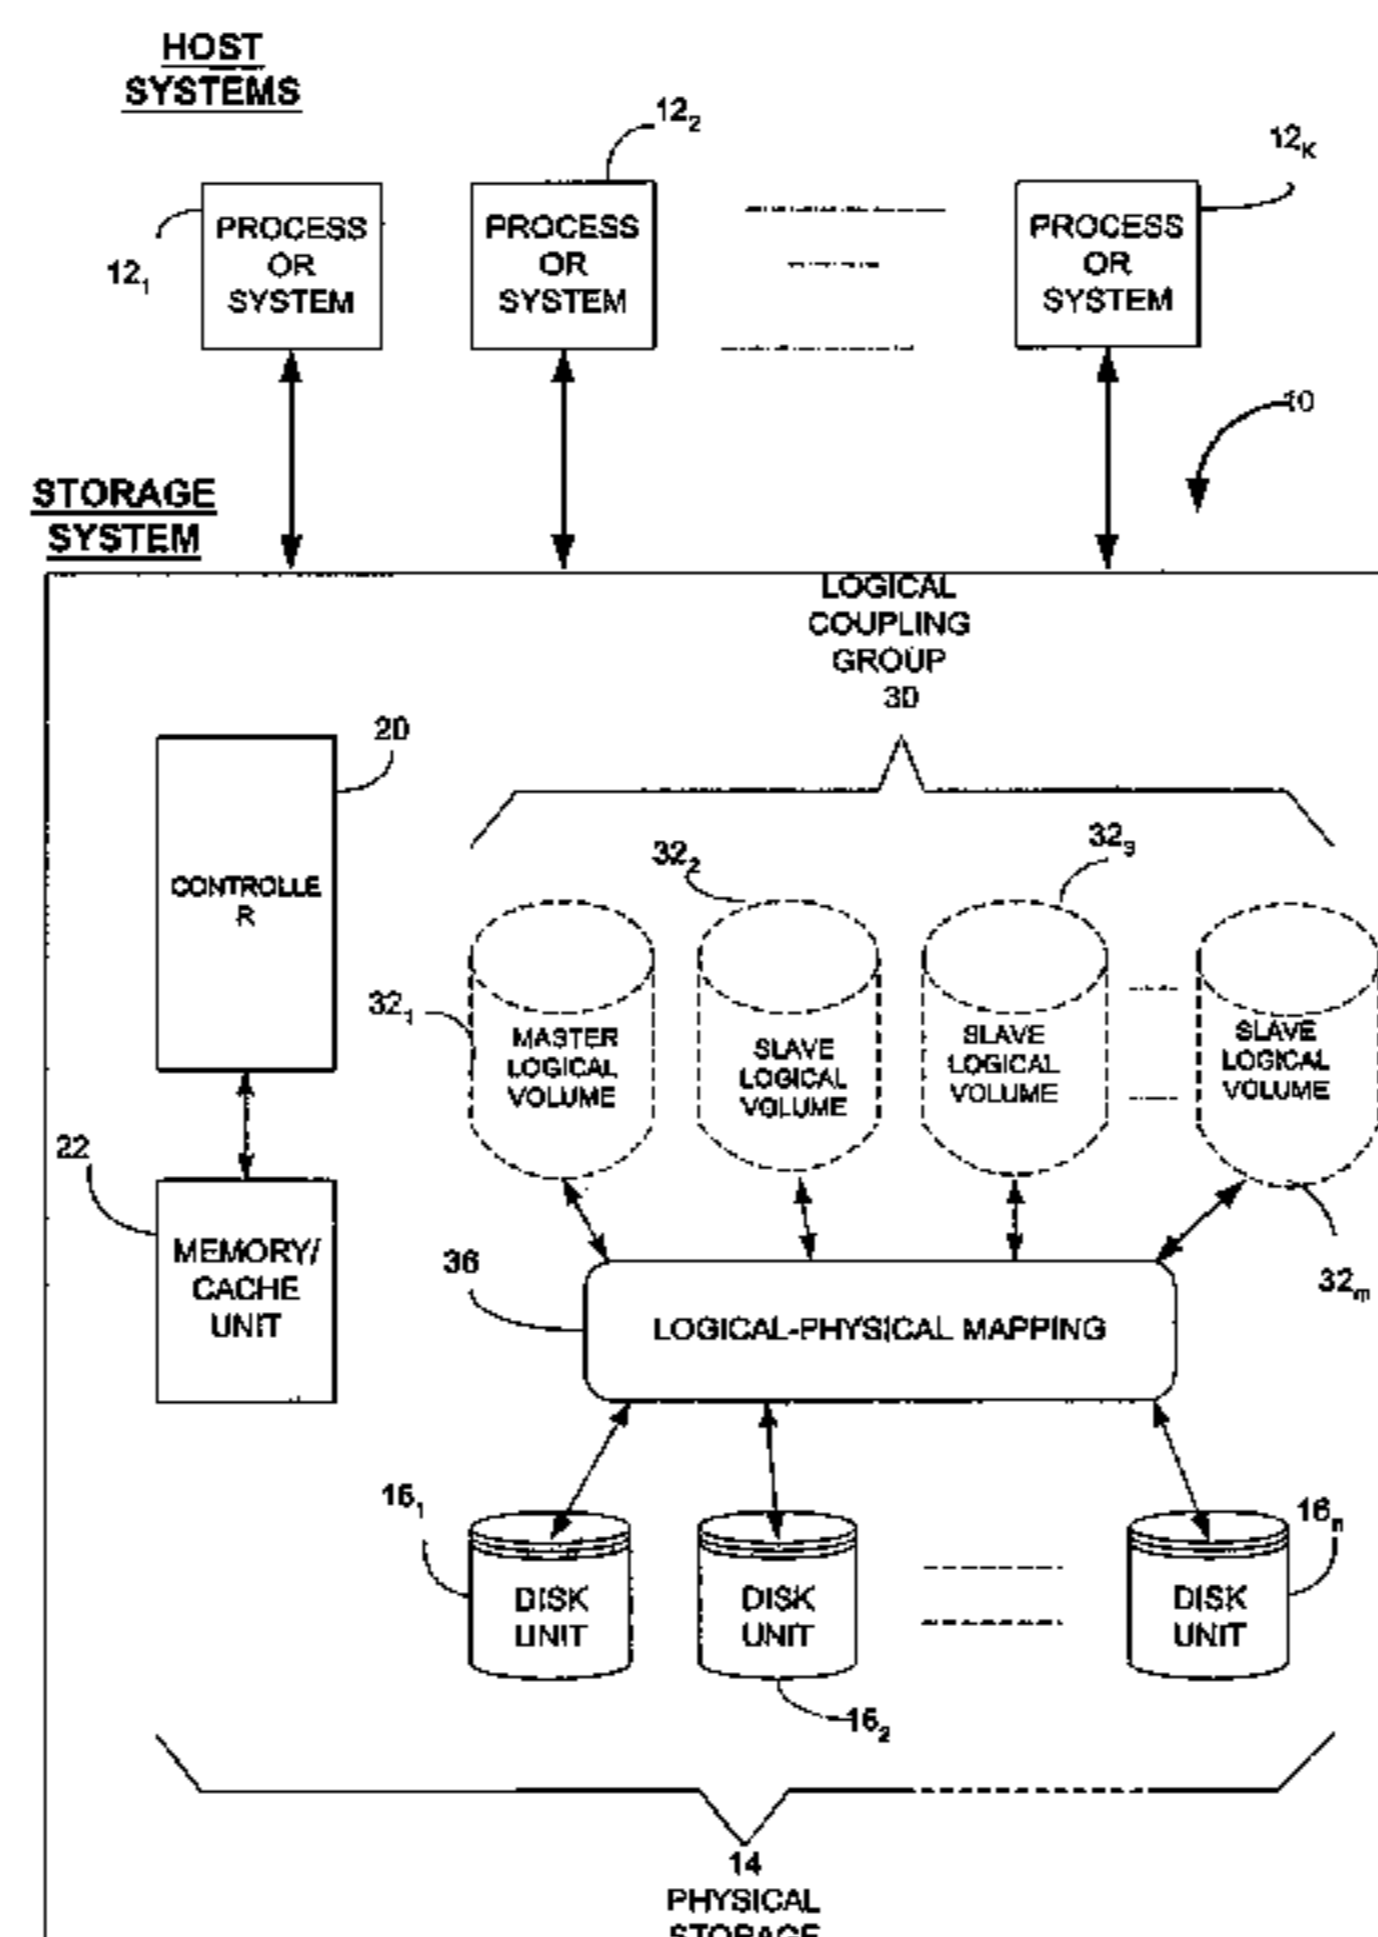 HOST
SYSTEMS
12₂
12ₖ
PROCESS
OR
SYSTEM
PROCESS
OR
SYSTEM
PROCESS
OR
SYSTEM
12₁
10
STORAGE
SYSTEM
LOGICAL
COUPLING
GROUP
30
20
CONTROLLE
R
32₂
32₃
32₁
MASTER
LOGICAL
VOLUME
SLAVE
LOGICAL
VOLUME
SLAVE
LOGICAL
VOLUME
SLAVE
LOGICAL
VOLUME
22
MEMORY/
CACHE
UNIT
36
32ₘ
LOGICAL-PHYSICAL MAPPING
16₁
16ₙ
DISK
UNIT
DISK
UNIT
DISK
UNIT
16₂
14
PHYSICAL
STORAGE